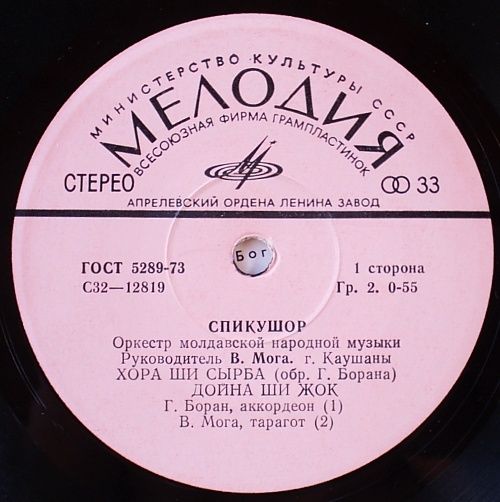 МИНИСТЕРСТВО КУЛЬТУРЫ СССР
МЕЛОДИЯ
ВСЕСОЮЗНАЯ ФИРМА ГРАМПЛАСТИНОК
СТЕРЕО
33
АПРЕЛЕВСКИЙ ОРДЕНА ЛЕНИНА ЗАВОД
Бог
ГОСТ 5289-73
1 сторона
С32—12819
Гр. 2. 0-55
СПИКУШОР
Оркестр молдавской народной музыки
Руководитель В. Мога. г. Каушаны
ХОРА ШИ СЫРБА (обр. Г. Борана)
ДОЙНА ШИ ЖОК
Г. Боран, аккордеон (1)
В. Мога, тарагот (2)